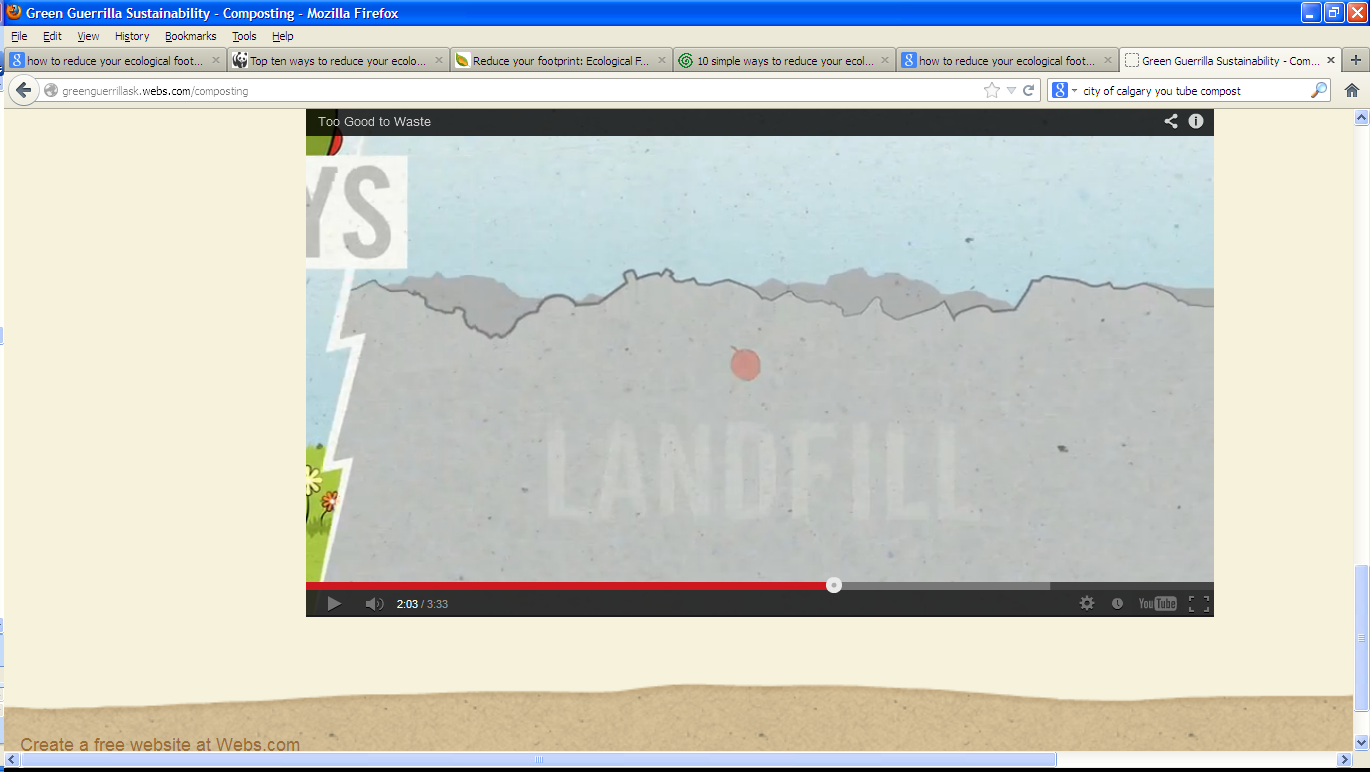 Green Guerrilla Sustainability - Composting - Mozilla Firefox
File Edit View History Bookmarks Tools Help
how to reduce your ecological foot... Top ten ways to reduce your ecolo... Reduce your footprint: Ecological F... 10 simple ways to reduce your ecol... how to reduce your ecological foot... Green Guerrilla Sustainability - Com...
greenguerrillask.webs.com/composting city of calgary you tube compost
Too Good to Waste
YS
LANDFILL
2:03 / 3:33 YouTube
Create a free website at Webs.com